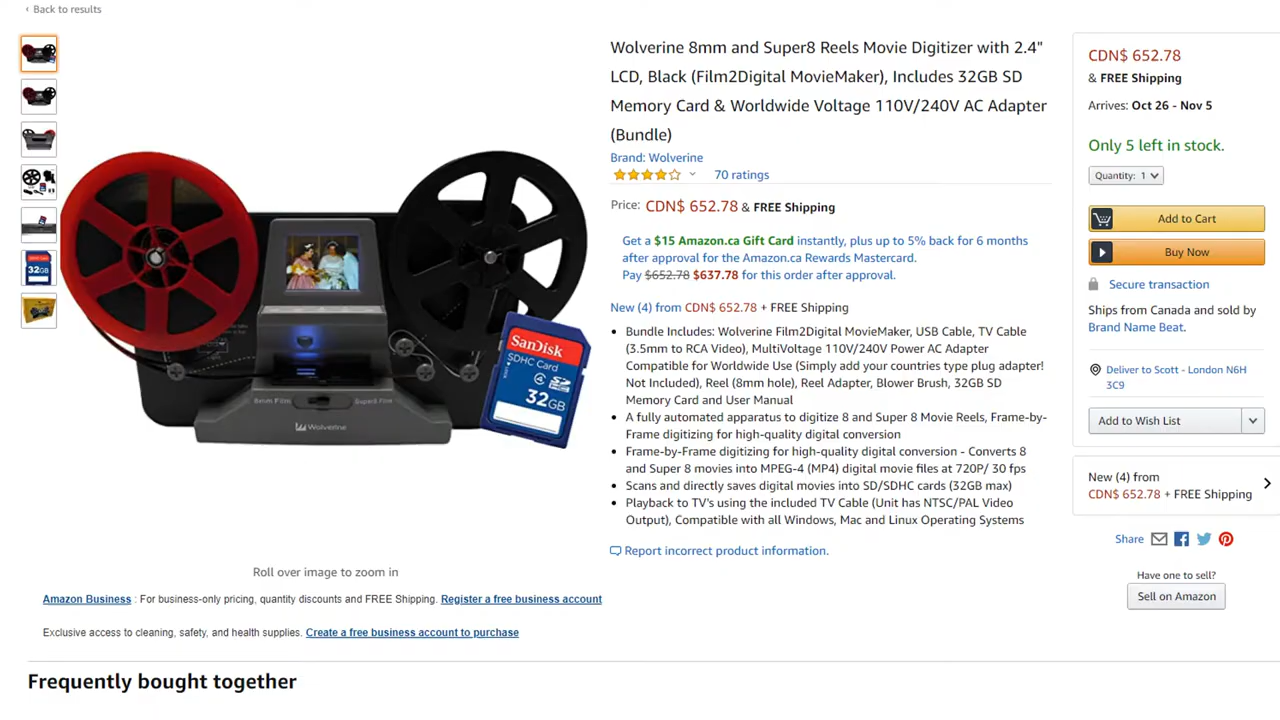 ‹ Back to results
Wolverine 8mm and Super8 Reels Movie Digitizer with 2.4"
LCD, Black (Film2Digital MovieMaker), Includes 32GB SD
Memory Card & Worldwide Voltage 110V/240V AC Adapter
(Bundle)
Brand: Wolverine
70 ratings
Price: CDN$ 652.78 & FREE Shipping
Get a $15 Amazon.ca Gift Card instantly, plus up to 5% back for 6 months
after approval for the Amazon.ca Rewards Mastercard.
Pay $652.78 $637.78 for this order after approval.
New (4) from CDN$ 652.78 + FREE Shipping
Bundle Includes: Wolverine Film2Digital MovieMaker, USB Cable, TV Cable
(3.5mm to RCA Video), MultiVoltage 110V/240V Power AC Adapter
Compatible for Worldwide Use (Simply add your countries type plug adapter!
Not Included), Reel (8mm hole), Reel Adapter, Blower Brush, 32GB SD
Memory Card and User Manual
A fully automated apparatus to digitize 8 and Super 8 Movie Reels, Frame-by-
Frame digitizing for high-quality digital conversion
Frame-by-Frame digitizing for high-quality digital conversion - Converts 8
and Super 8 movies into MPEG-4 (MP4) digital movie files at 720P/ 30 fps
Scans and directly saves digital movies into SD/SDHC cards (32GB max)
Playback to TV's using the included TV Cable (Unit has NTSC/PAL Video
Output), Compatible with all Windows, Mac and Linux Operating Systems
Report incorrect product information.
CDN$ 652.78
& FREE Shipping
Arrives: Oct 26 - Nov 5
Only 5 left in stock.
Quantity: 1
Add to Cart
Buy Now
Secure transaction
Ships from Canada and sold by
Brand Name Beat.
Deliver to Scott - London N6H
3C9
Add to Wish List
New (4) from
CDN$ 652.78 + FREE Shipping
Share
Have one to sell?
Sell on Amazon
SanDisk
SDHC Card
4
32GB
8mm Film
Super8 Film
Wolverine
32GB
Roll over image to zoom in
Amazon Business : For business-only pricing, quantity discounts and FREE Shipping. Register a free business account
Exclusive access to cleaning, safety, and health supplies. Create a free business account to purchase
Frequently bought together